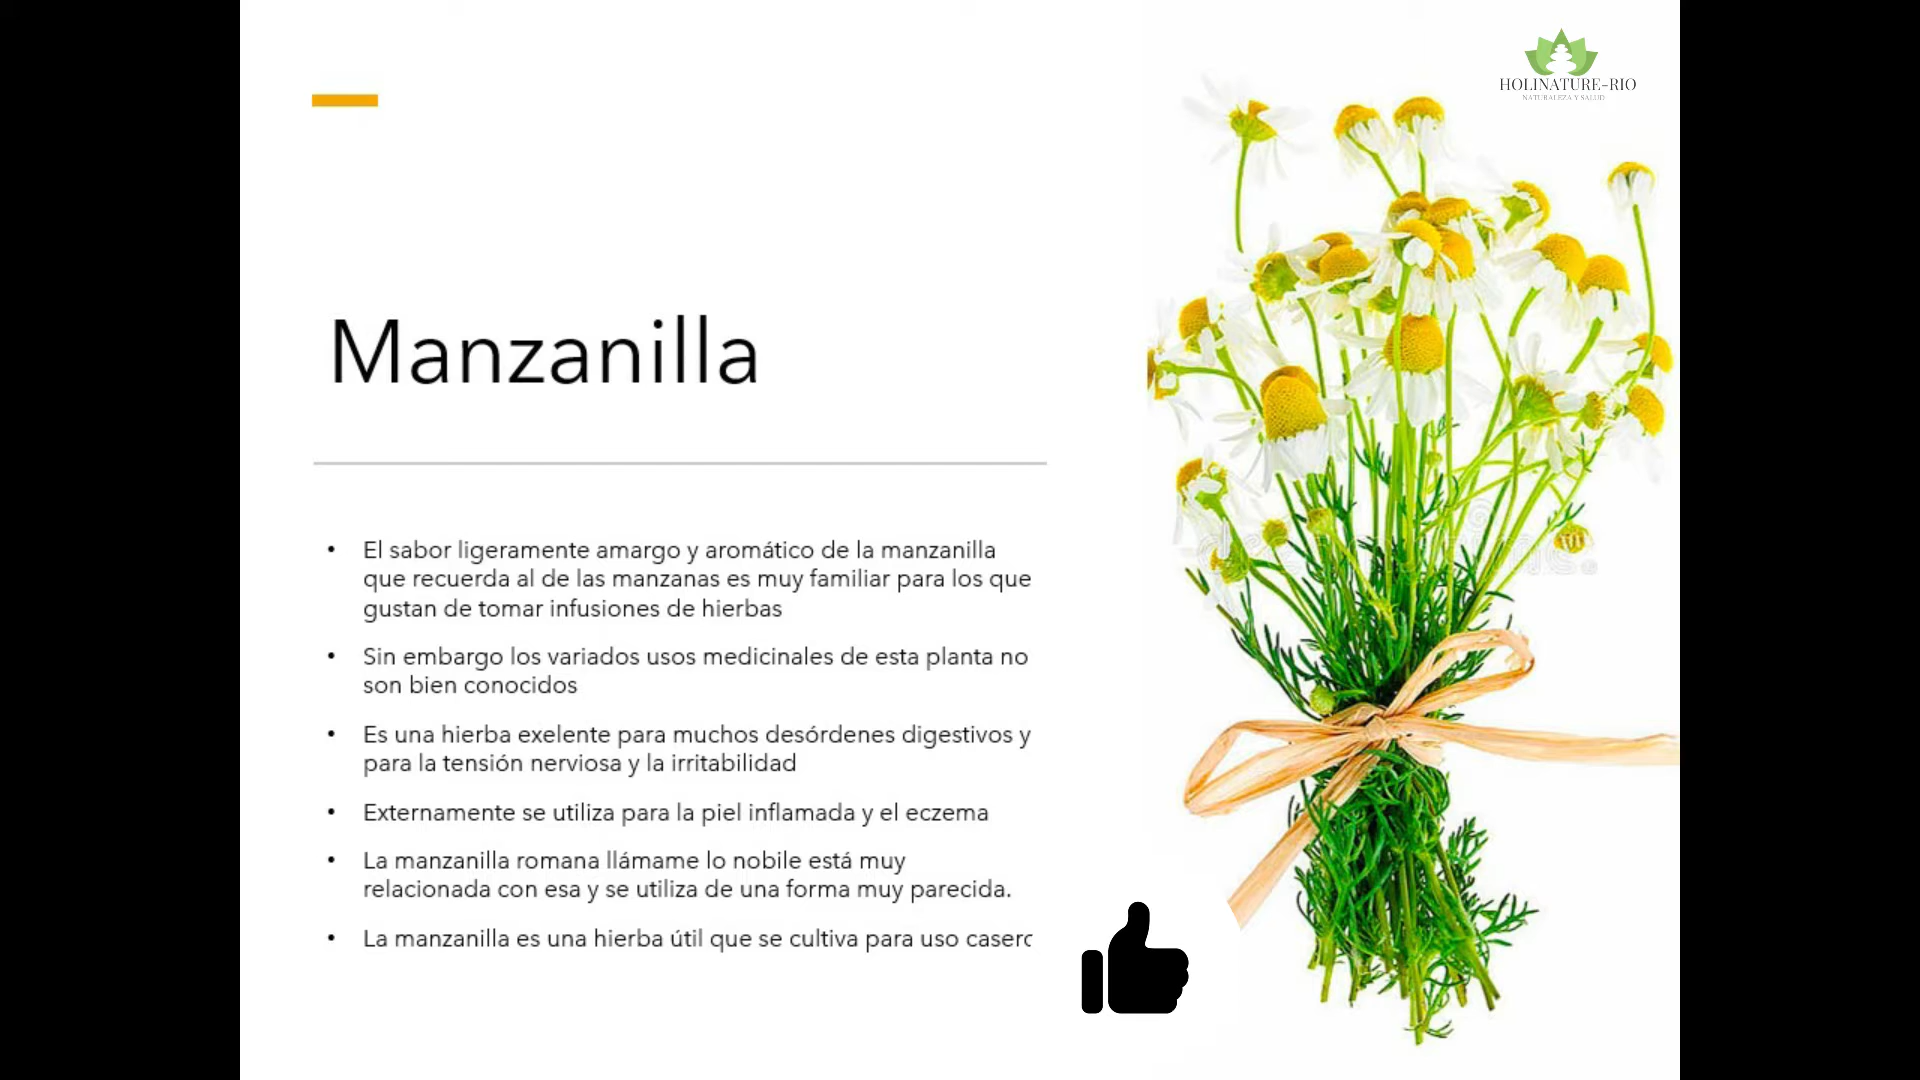 HOLINATURE-RIO
NATURALEZA Y SALUD
Manzanilla
• El sabor ligeramente amargo y aromático de la manzanilla
que recuerda al de las manzanas es muy familiar para los que
gustan de tomar infusiones de hierbas
• Sin embargo los variados usos medicinales de esta planta no
son bien conocidos
• Es una hierba exelente para muchos desórdenes digestivos y
para la tensión nerviosa y la irritabilidad
• Externamente se utiliza para la piel inflamada y el eczema
• La manzanilla romana llámame lo nobile está muy
relacionada con esa y se utiliza de una forma muy parecida.
• La manzanilla es una hierba útil que se cultiva para uso casero